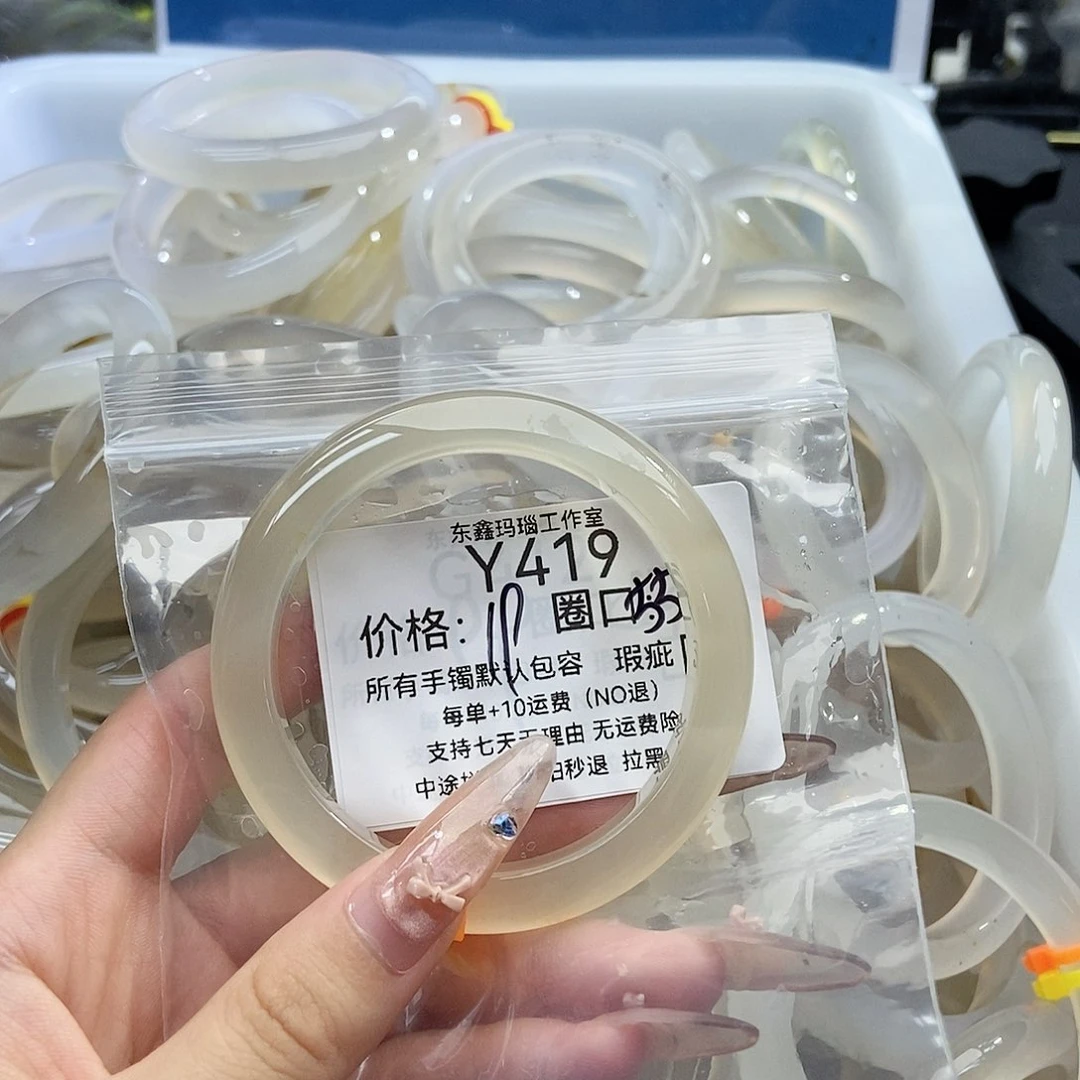 东鑫玛瑙工作室
Y419
价格： 圈口
所有手镯默认包容 瑕疵
每单+10运费（NO退）
支持七天无理由 无运费险
中途 秒退 拉黑